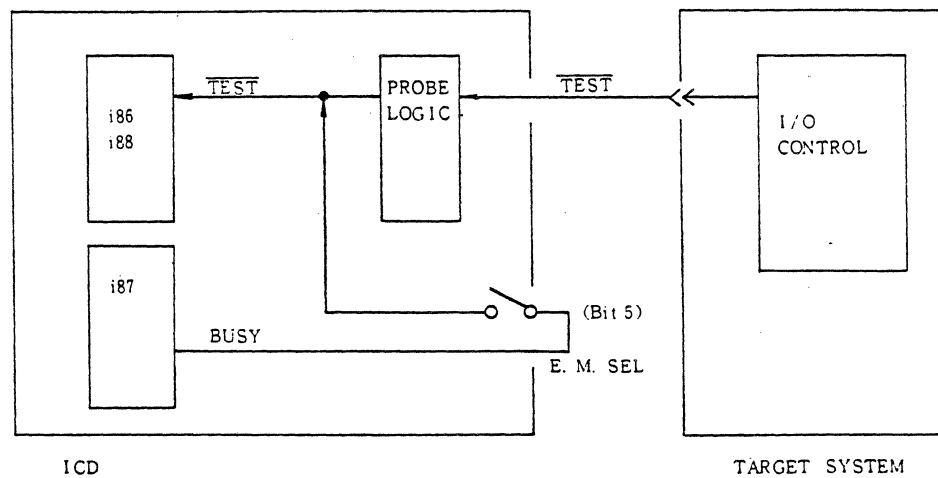 i86
i88
TEST
PROBE
LOGIC
TEST
I/O
CONTROL
i87
BUSY
(Bit 5)
E. M. SEL
ICD
TARGET SYSTEM